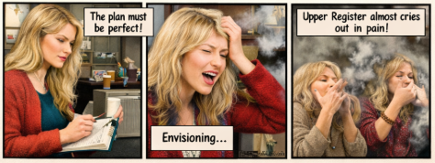 The plan must
be perfect!
Envisioning...
Upper Register almost cries
out in pain!